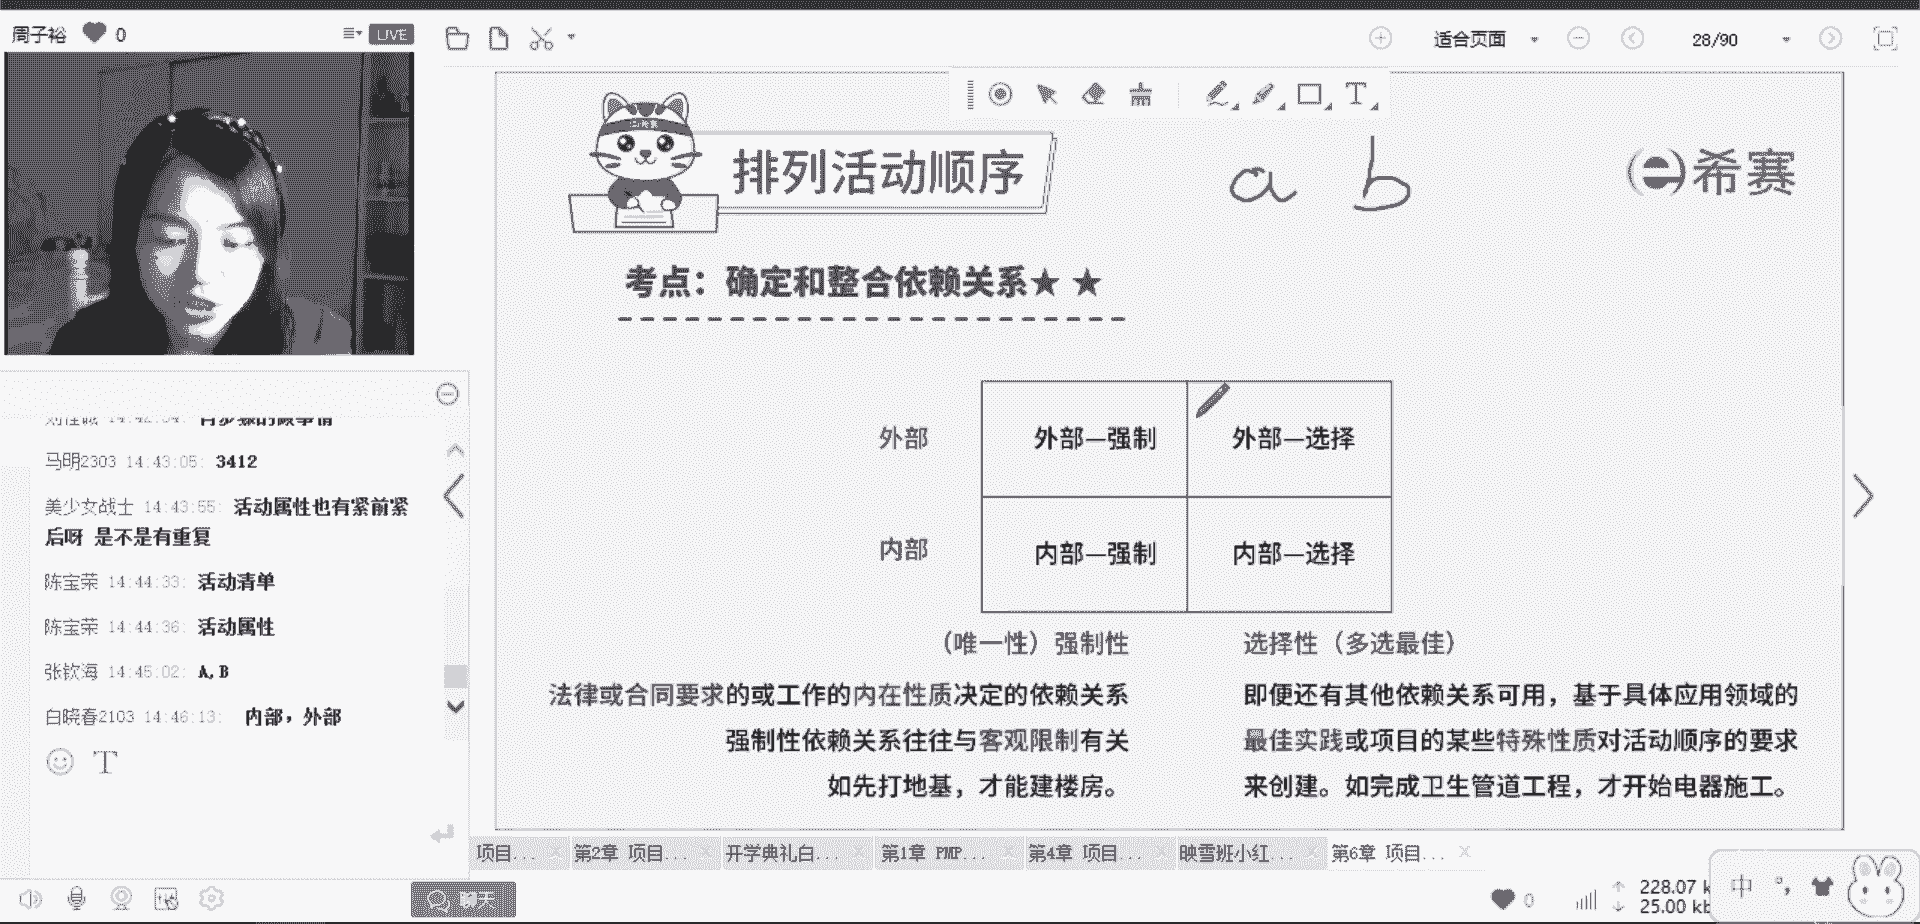 周子裕 0 LIVE
适合页面 28/90
排列活动顺序
a b
希赛
考点：确定和整合依赖关系★ ★
外部 外部—强制 外部—选择
内部 内部—强制 内部—选择
（唯一性）强制性
法律或合同要求的或工作的内在性质决定的依赖关系
强制性依赖关系往往与客观限制有关
如先打地基，才能建楼房。
选择性（多选最佳）
即便还有其他依赖关系可用，基于具体应用领域的
最佳实践或项目的某些特殊性质对活动顺序的要求
来创建。如完成卫生管道工程，才开始电器施工。
马明2303 14:43:05: 3412
美少女战士 14:43:55: 活动属性也有紧前紧
后呀 是不是有重复
陈宝荣 14:44:33: 活动清单
陈宝荣 14:44:36: 活动属性
张钦海 14:45:02: A,B
白晓春2103 14:46:13: 内部，外部
T
项目... 第2章 项目... 开学典礼白... 第1章 PMP... 第4章 项目... 映雪班小红... 第6章 项目...
聊天
0
228.07 k
25.00 kb
中